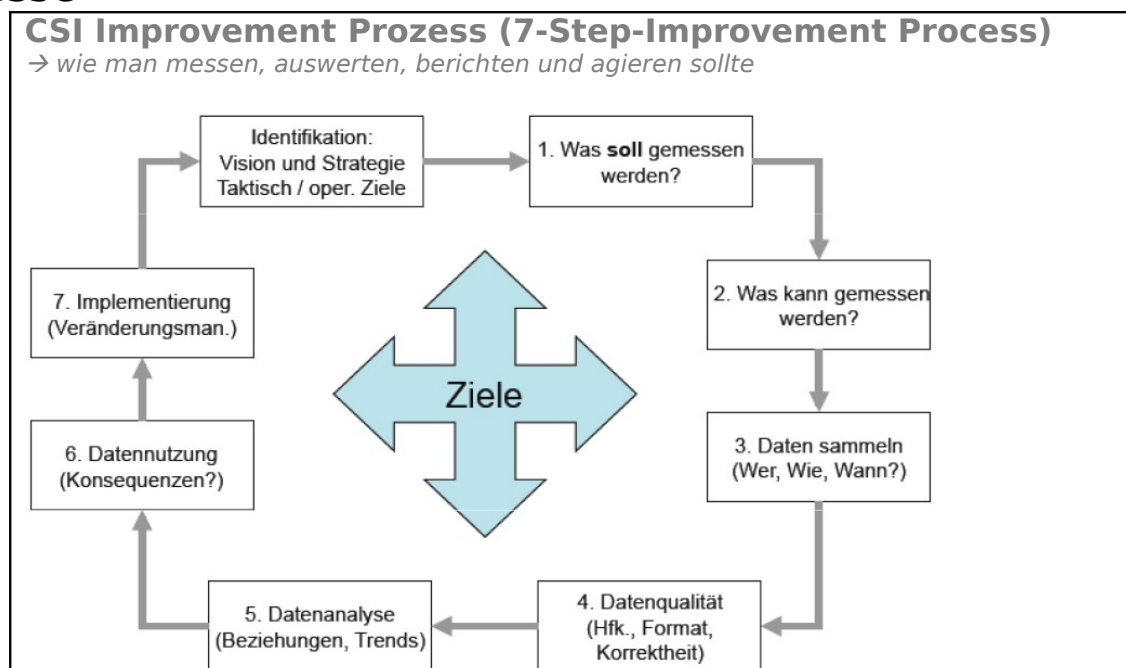 CSI Improvement Prozess (7-Step-Improvement Process)
→ wie man messen, auswerten, berichten und agieren sollte
Identifikation:
Vision und Strategie
Taktisch / oper. Ziele
1. Was soll gemessen
werden?
2. Was kann gemessen
werden?
3. Daten sammeln
(Wer, Wie, Wann?)
4. Datenqualität
(Hfk., Format,
Korrektheit)
5. Datenanalyse
(Beziehungen, Trends)
6. Datennutzung
(Konsequenzen?)
7. Implementierung
(Veränderungsman.)
Ziele